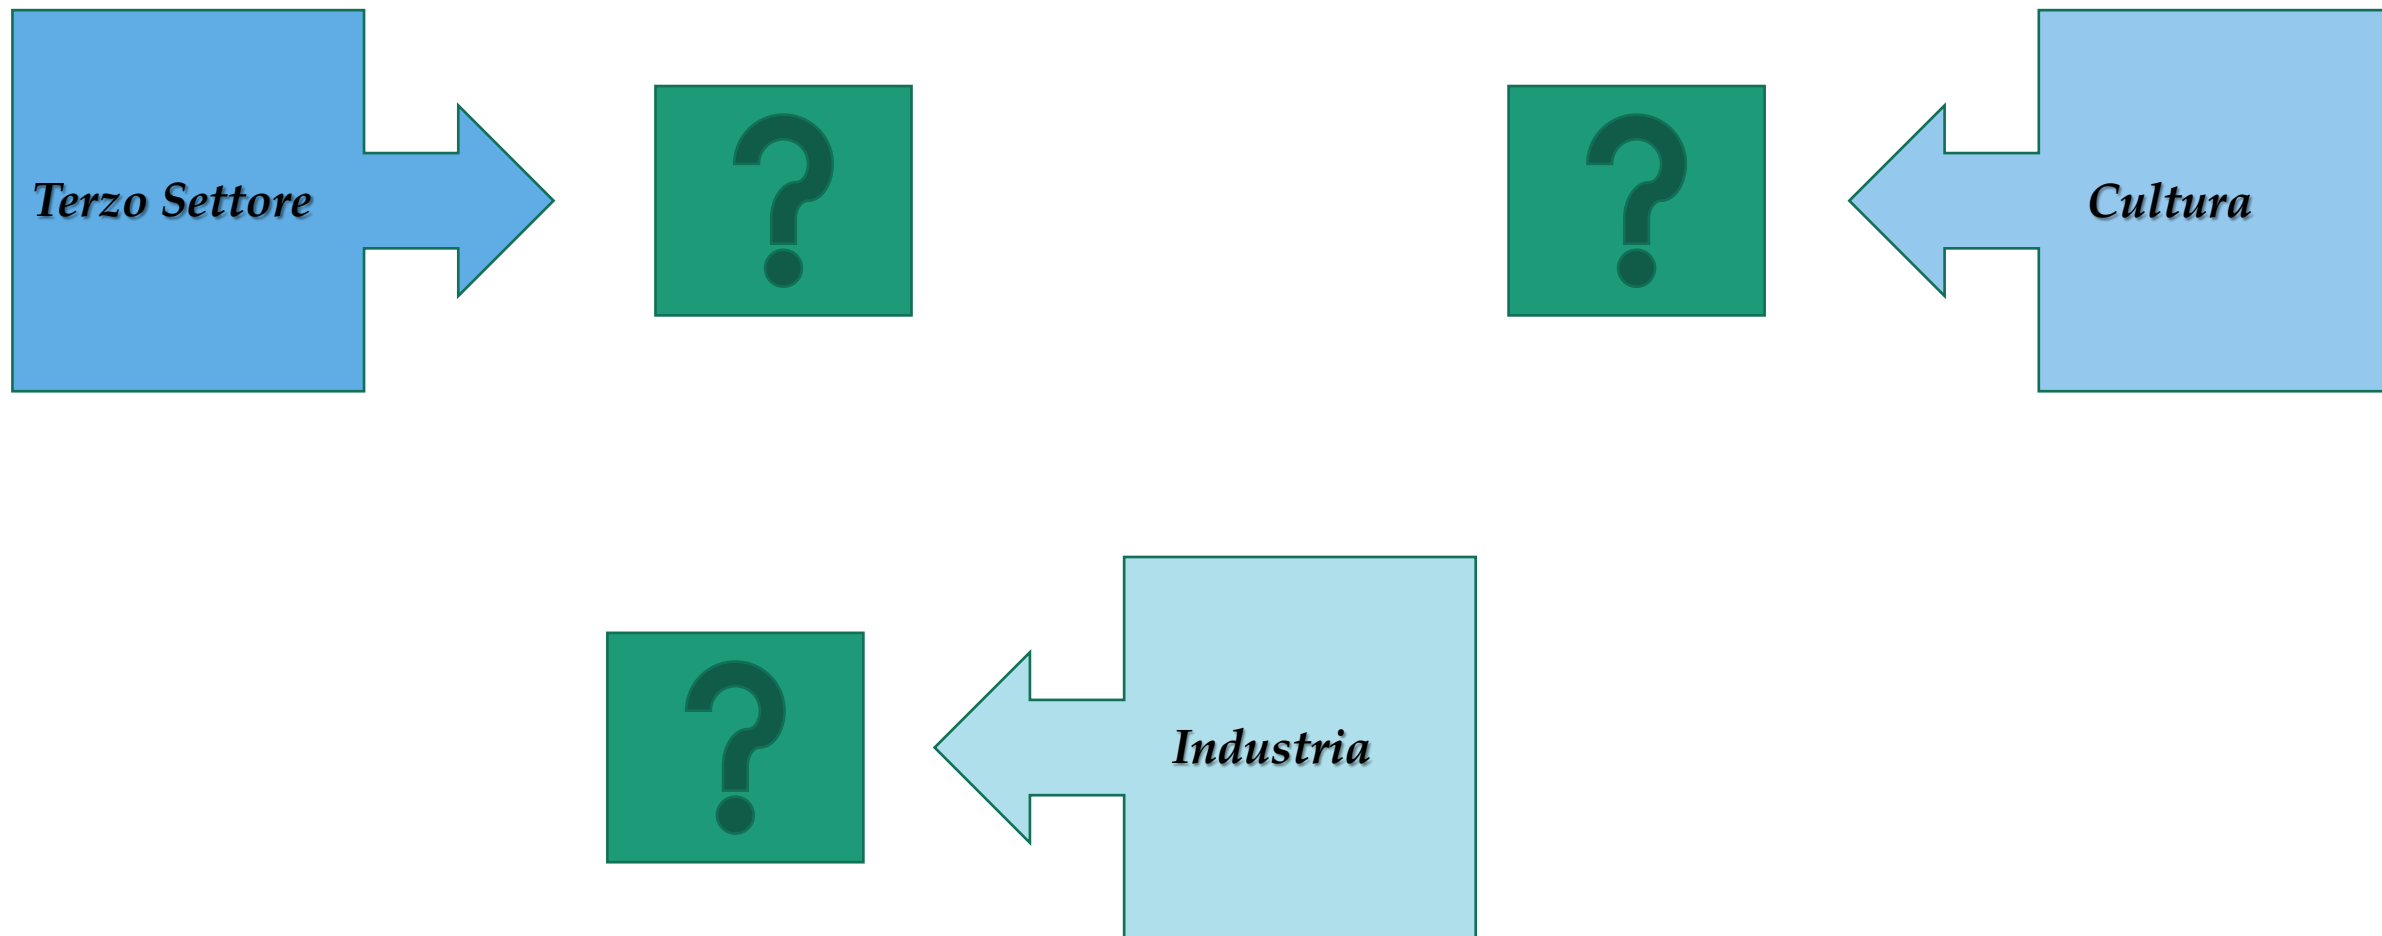 Terzo Settore
?
?
Cultura
?
Industria